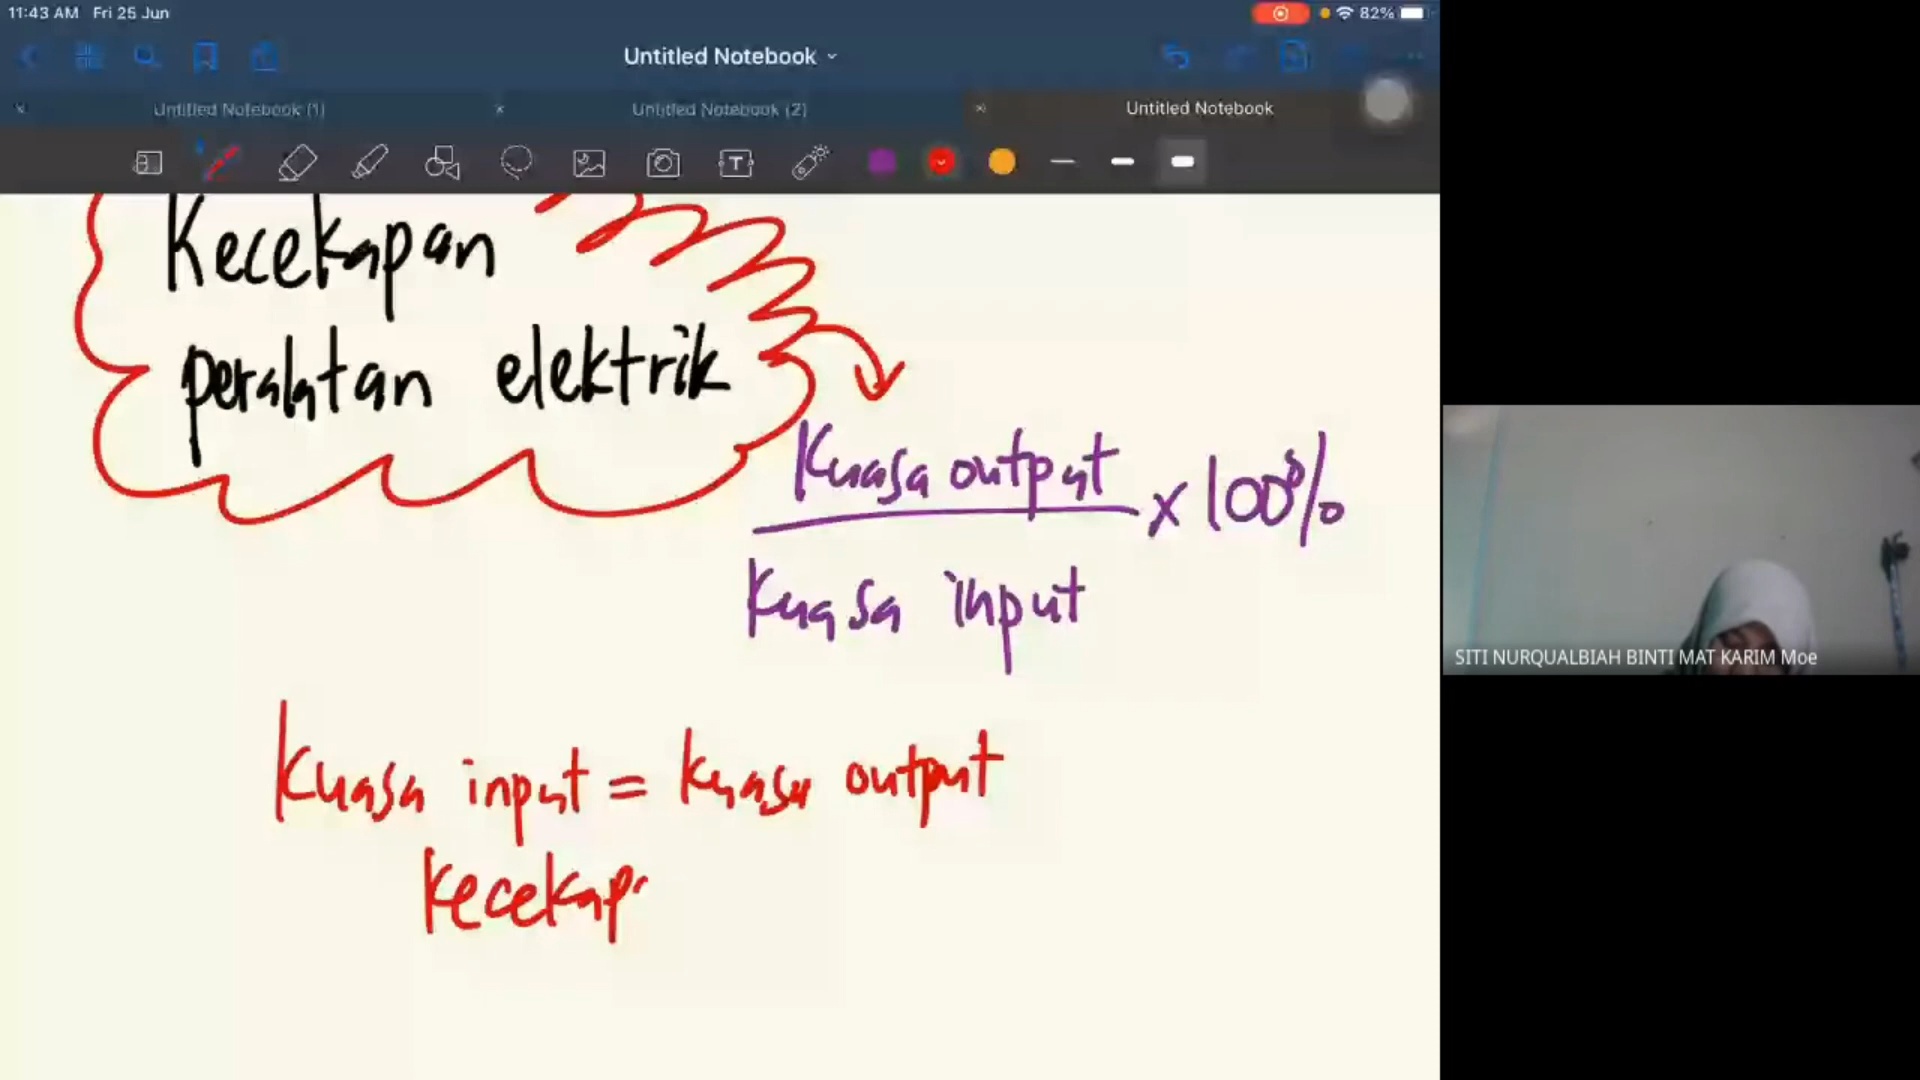 11:43 AM Fri 25 Jun
82%
Untitled Notebook
Untitled Notebook (1)
Untitled Notebook (2)
Untitled Notebook
T
Kecekapan
peralatan elektrik
Kuasa output
x 100%
Kuasa input
Kuasa input = Kuasa output
Kecekap
SITI NURQUALBIAH BINTI MAT KARIM Moe